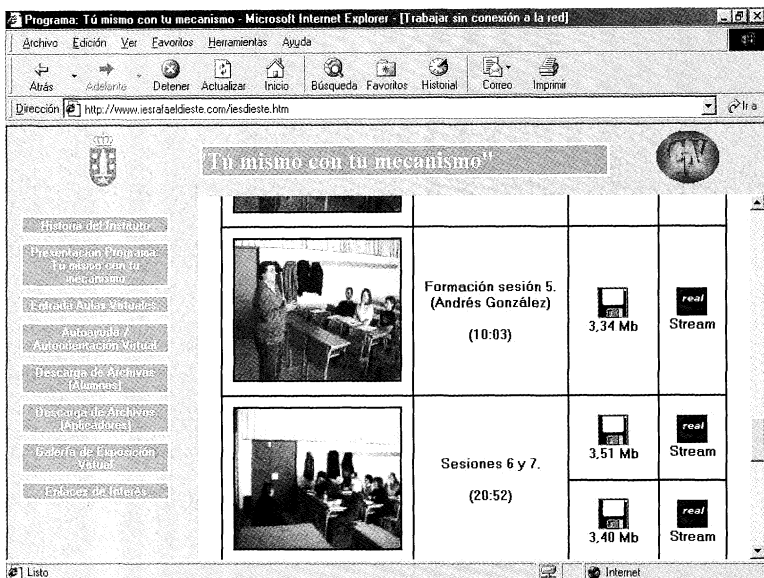 Programa: Tú mismo con tu mecanismo - Microsoft Internet Explorer - [Trabajar sin conexión a la red]
Archivo Edición Ver Favoritos Herramientas Ayuda
Atrás Adelante Detener Actualizar Inicio Búsqueda Favoritos Historial Correo Imprimir
Dirección http://www.iesrafaeldieste.com/iesdieste.htm Ir a
"Tu mismo con tu mecanismo"
Historia del Instituto
Presentación Programa:
Tu mismo con tu
mecanismo
Entrada Aulas Virtuales
Autoayuda /
Autoorientación Virtual
Descarga de Archivos
(Alumnos)
Descarga de Archivos
(Aplicadores)
Galería de Exposición
Virtual
Enlaces de Interés
Formación sesión 5.
(Andrés González)
(10:03)
3,34 Mb
real
Stream
Sesiones 6 y 7.
(20:52)
3,51 Mb
real
Stream
3,40 Mb
real
Stream
Listo
Internet